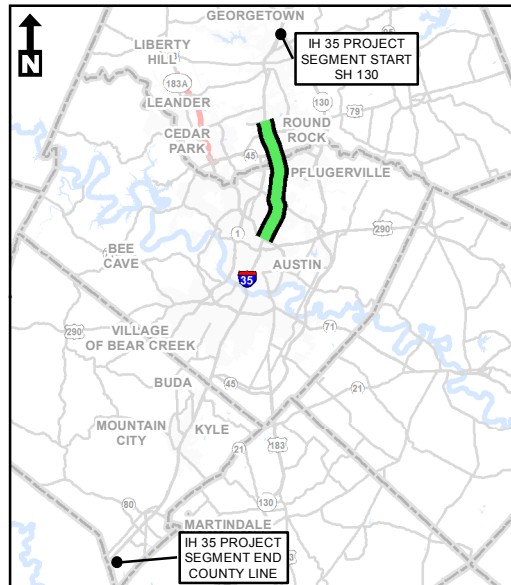 GEORGETOWN
IH 35 PROJECT
SEGMENT START
SH 130
N
LIBERTY
HILL
183A
LEANDER
130
79
CEDAR
PARK
ROUND
ROCK
45
PFLUGERVILLE
1
290
BEE
CAVE
AUSTIN
35
71
290
VILLAGE
OF BEAR CREEK
BUDA
45
21
MOUNTAIN
CITY
KYLE
21
183
80
130
MARTINDALE
IH 35 PROJECT
SEGMENT END
COUNTY LINE